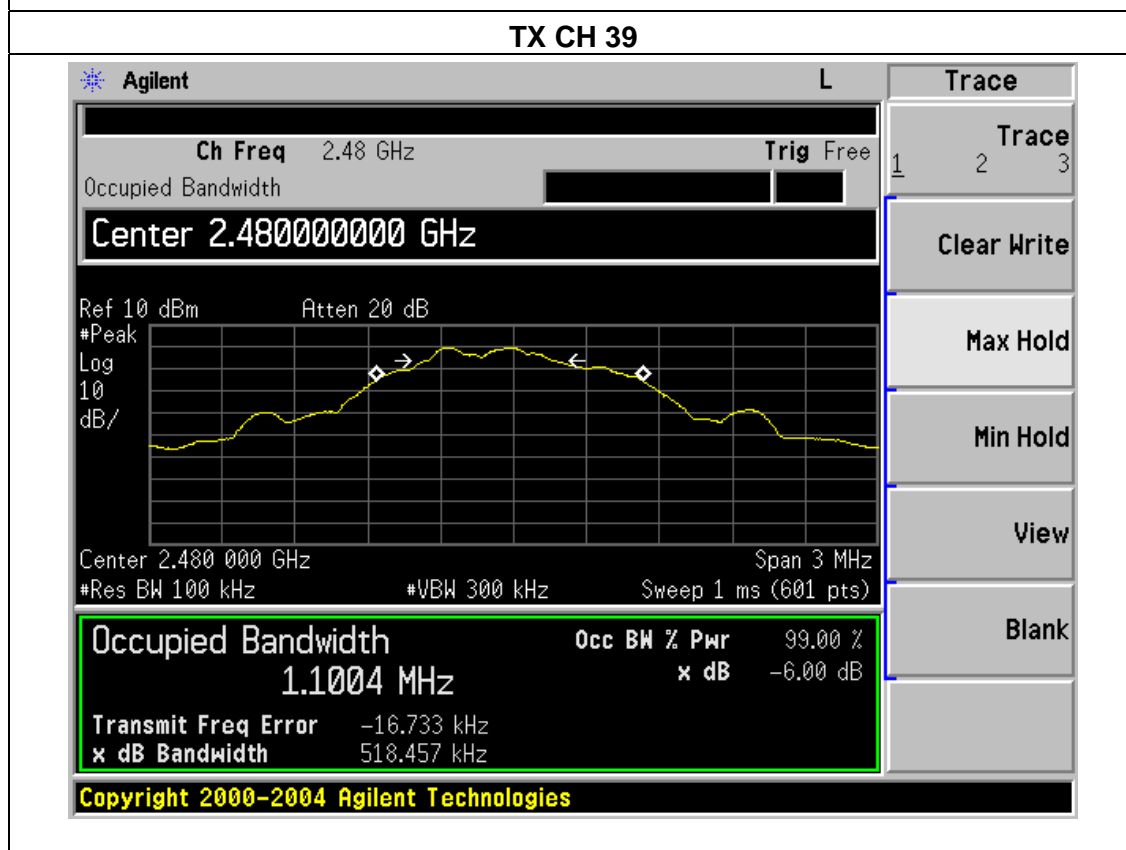 TX CH 39
Agilent L Trace
Ch Freq 2.48 GHz Trig Free
Occupied Bandwidth
Center 2.480000000 GHz
Ref 10 dBm Atten 20 dB
#Peak
Log
10
dB/
Center 2.480 000 GHz Span 3 MHz
#Res BW 100 kHz #VBW 300 kHz Sweep 1 ms (601 pts)
Occupied Bandwidth Occ BW % Pwr 99.00 %
1.1004 MHz x dB -6.00 dB
Transmit Freq Error -16.733 kHz
x dB Bandwidth 518.457 kHz
Trace
1 2 3
Clear Write
Max Hold
Min Hold
View
Blank
Copyright 2000-2004 Agilent Technologies